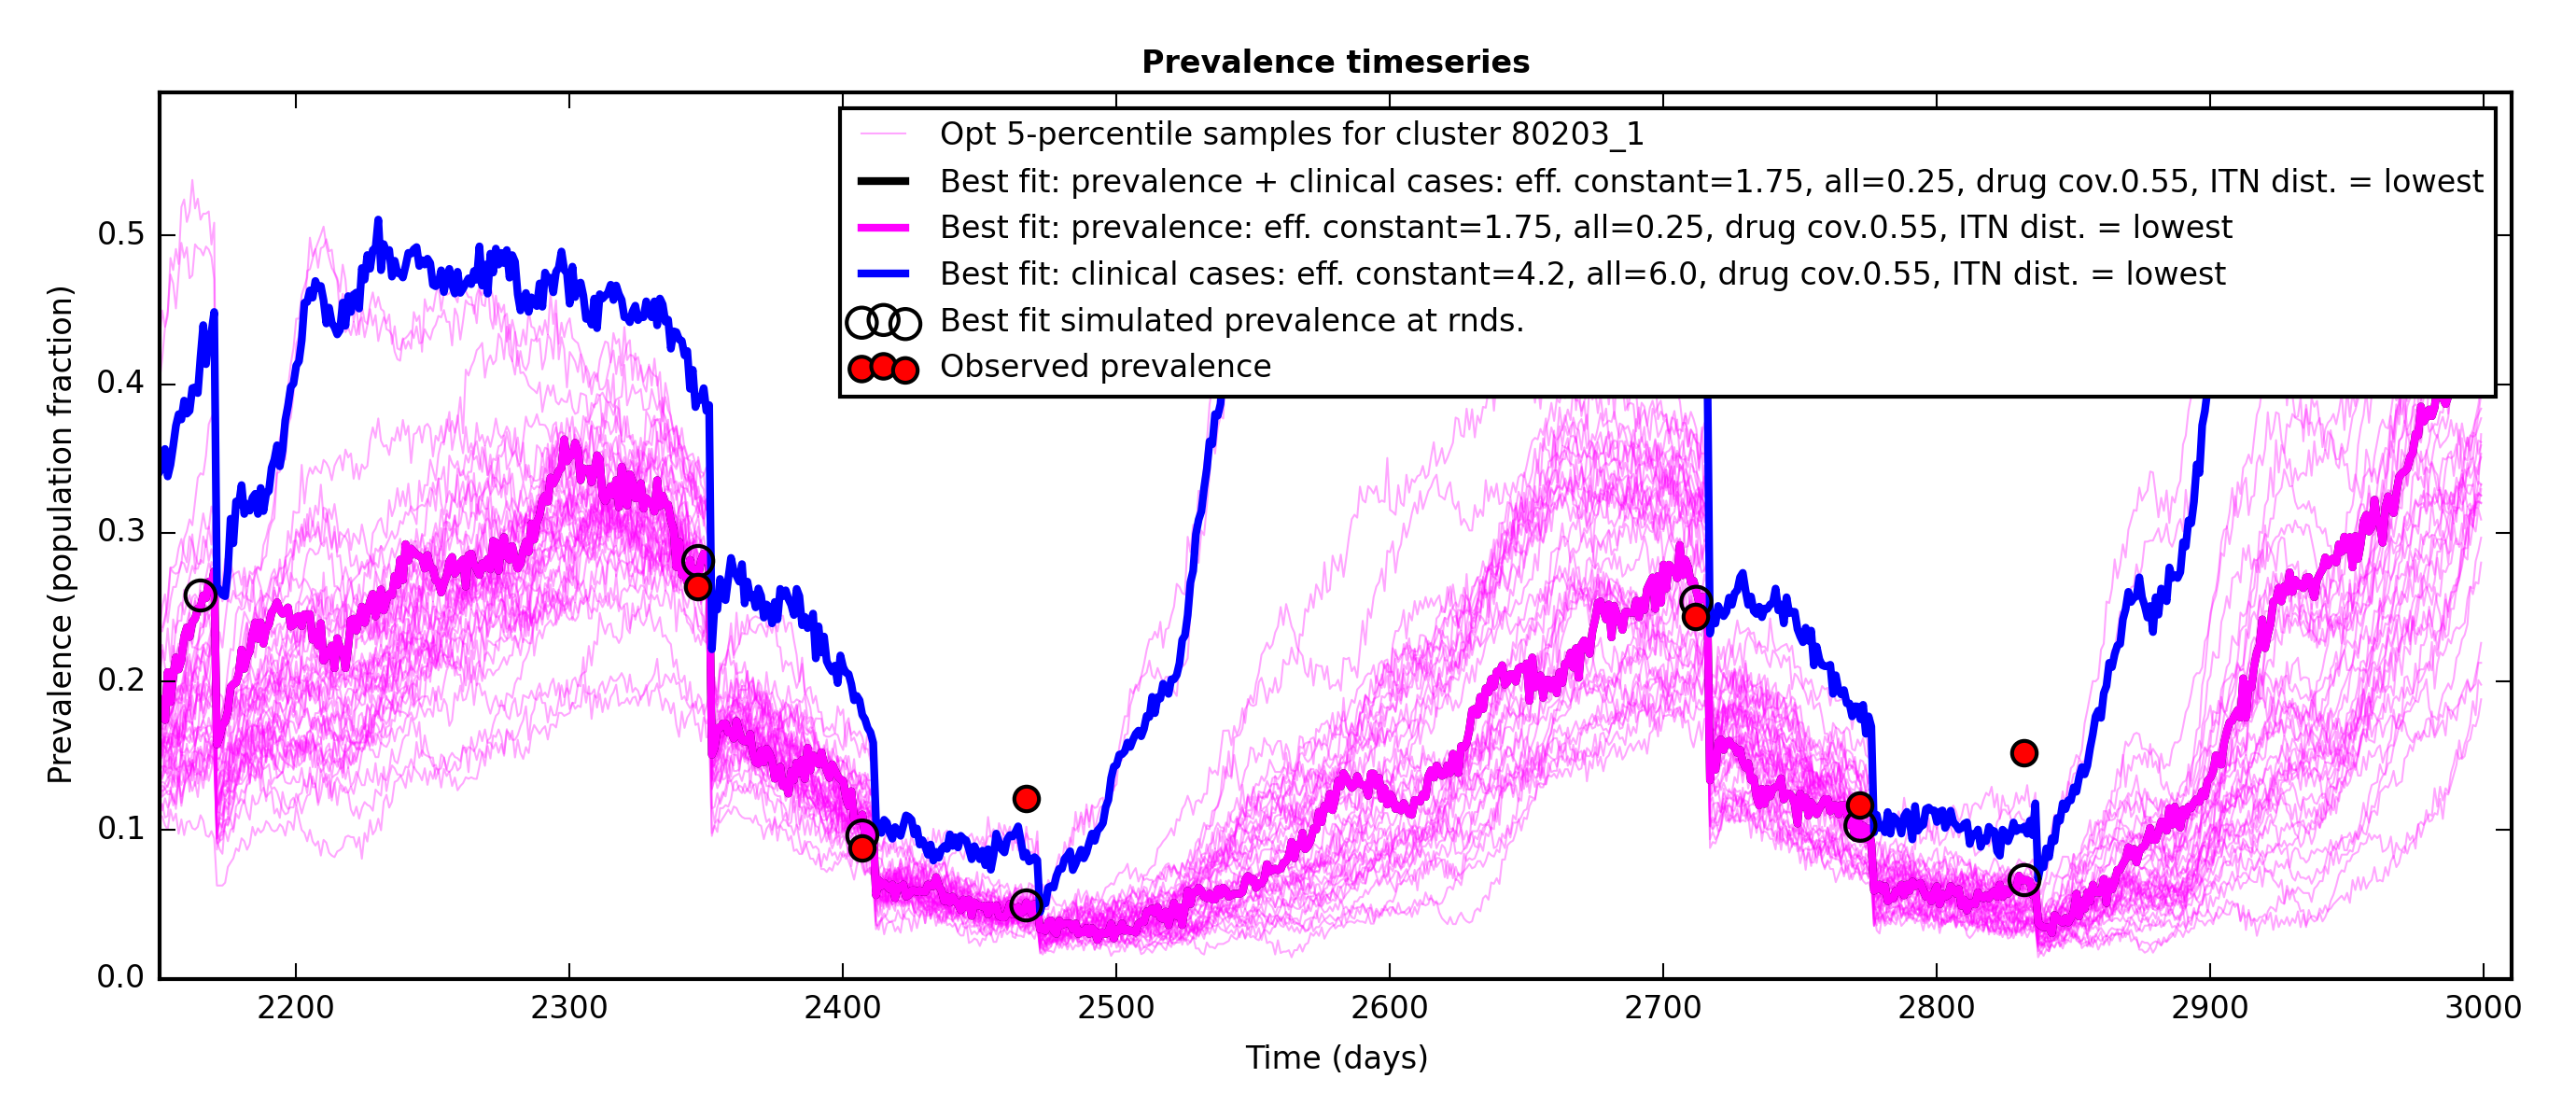 Prevalence timeseries
Opt 5-percentile samples for cluster 80203_1
Best fit: prevalence + clinical cases: eff. constant=1.75, all=0.25, drug cov.0.55, ITN dist. = lowest
Best fit: prevalence: eff. constant=1.75, all=0.25, drug cov.0.55, ITN dist. = lowest
Best fit: clinical cases: eff. constant=4.2, all=6.0, drug cov.0.55, ITN dist. = lowest
Best fit simulated prevalence at rnds.
Observed prevalence
Prevalence (population fraction)
0.5
0.4
0.3
0.2
0.1
0.0
2200 2300 2400 2500 2600 2700 2800 2900 3000
Time (days)